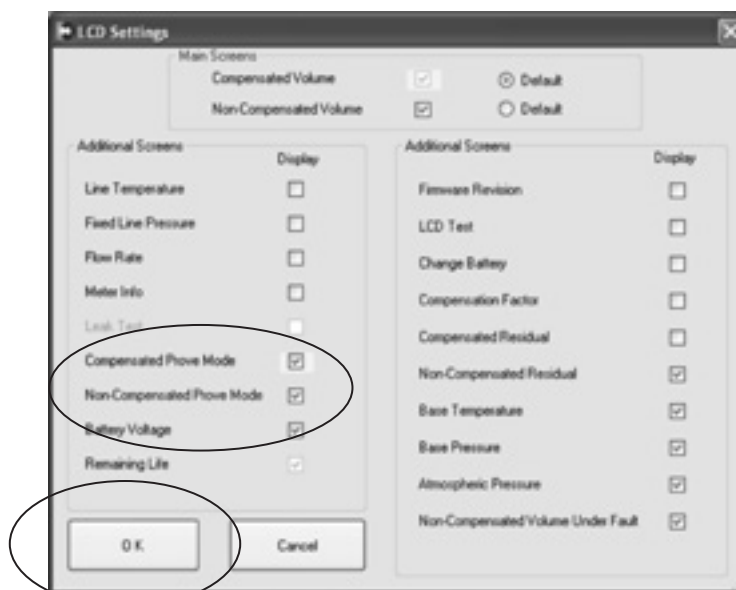 LCD Settings
Main Screens
Compensated Volume Default
Non-Compensated Volume Default
Additional Screens
Display
Line Temperature
Fixed Line Pressure
Flow Rate
Meter Info
Leak Test
Compensated Prove Mode
Non-Compensated Prove Mode
Battery Voltage
Remaining Life
OK
Cancel
Additional Screens
Display
Firmware Revision
LCD Test
Change Battery
Compensation Factor
Compensated Residual
Non-Compensated Residual
Base Temperature
Base Pressure
Atmospheric Pressure
Non-Compensated Volume Under Fault